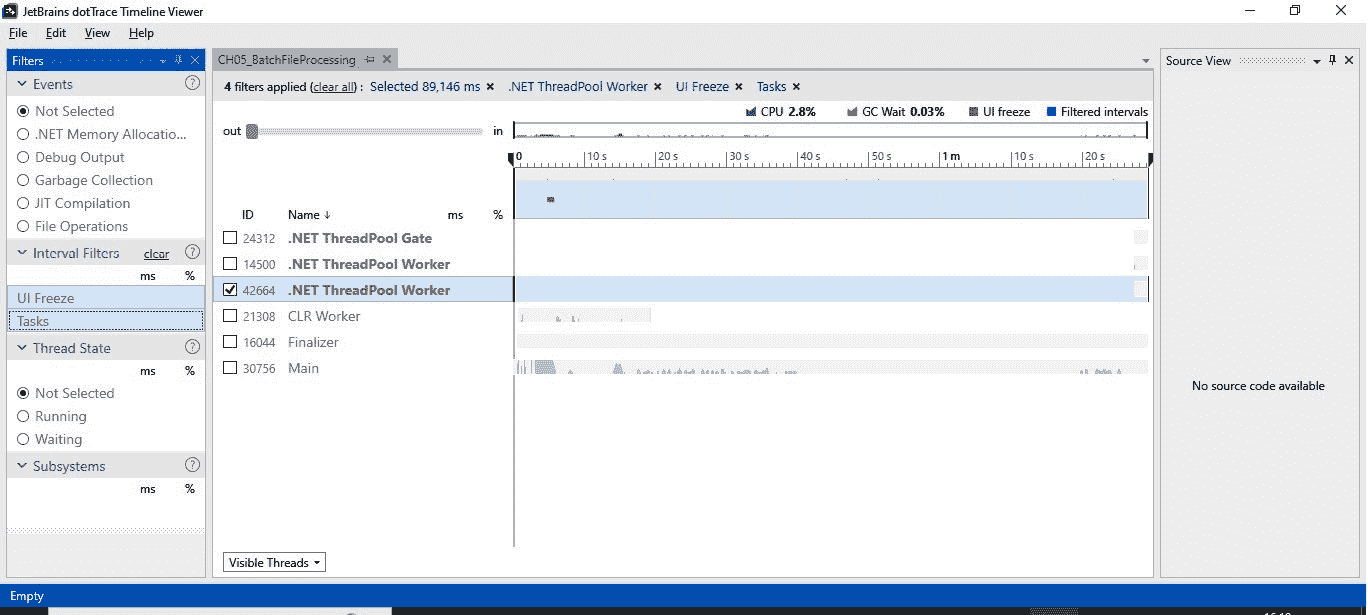 JetBrains dotTrace Timeline Viewer
File Edit View Help
Filters
Events
Not Selected
.NET Memory Allocatio...
Debug Output
Garbage Collection
JIT Compilation
File Operations
Interval Filters clear
ms %
UI Freeze
Tasks
Thread State
ms %
Not Selected
Running
Waiting
Subsystems
ms %
CH05_BatchFileProcessing
4 filters applied (clear all) : Selected 89,146 ms × .NET ThreadPool Worker × UI Freeze × Tasks ×
CPU 2.8% GC Wait 0.03% UI freeze Filtered intervals
out in
0 10 s 20 s 30 s 40 s 50 s 1 m 10 s 20 s
ID Name ↓ ms %
24312 .NET ThreadPool Gate
14500 .NET ThreadPool Worker
42664 .NET ThreadPool Worker
21308 CLR Worker
16044 Finalizer
30756 Main
Visible Threads
Source View
No source code available
Empty